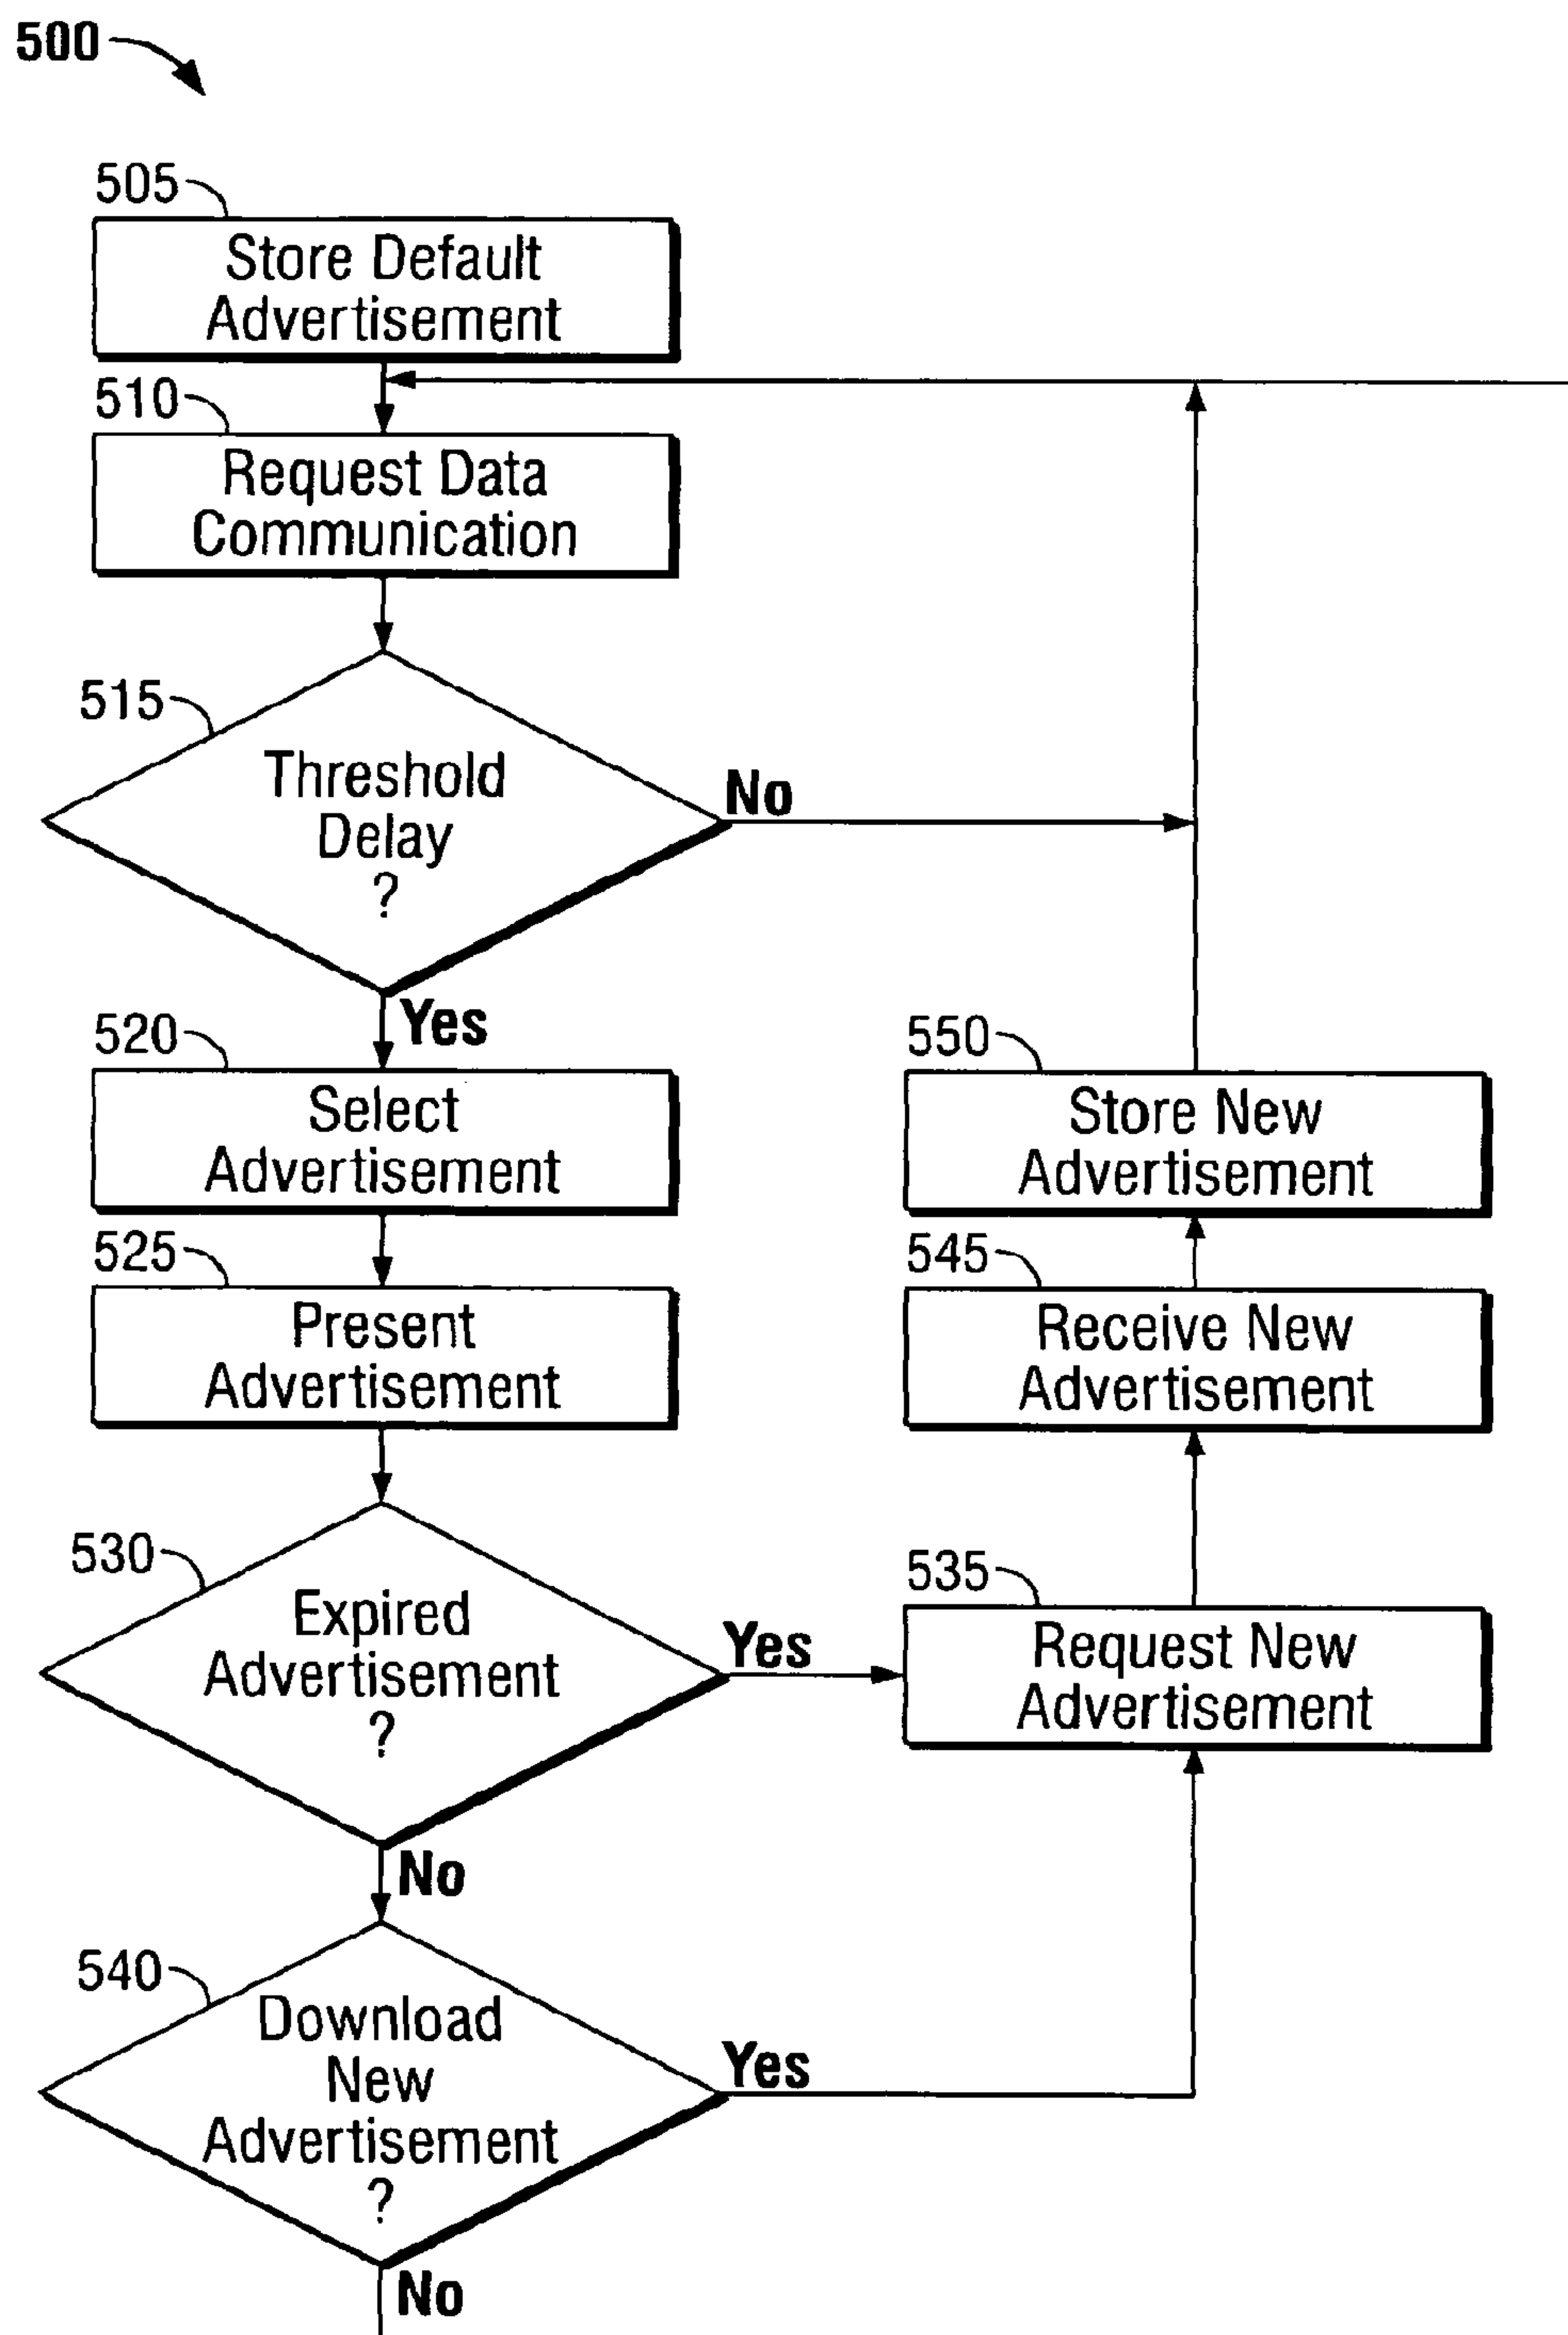 500
505
Store Default
Advertisement
510
Request Data
Communication
515
Threshold
Delay
?
No
Yes
520
Select
Advertisement
525
Present
Advertisement
530
Expired
Advertisement
?
Yes
No
540
Download
New
Advertisement
?
Yes
No
550
Store New
Advertisement
545
Receive New
Advertisement
535
Request New
Advertisement